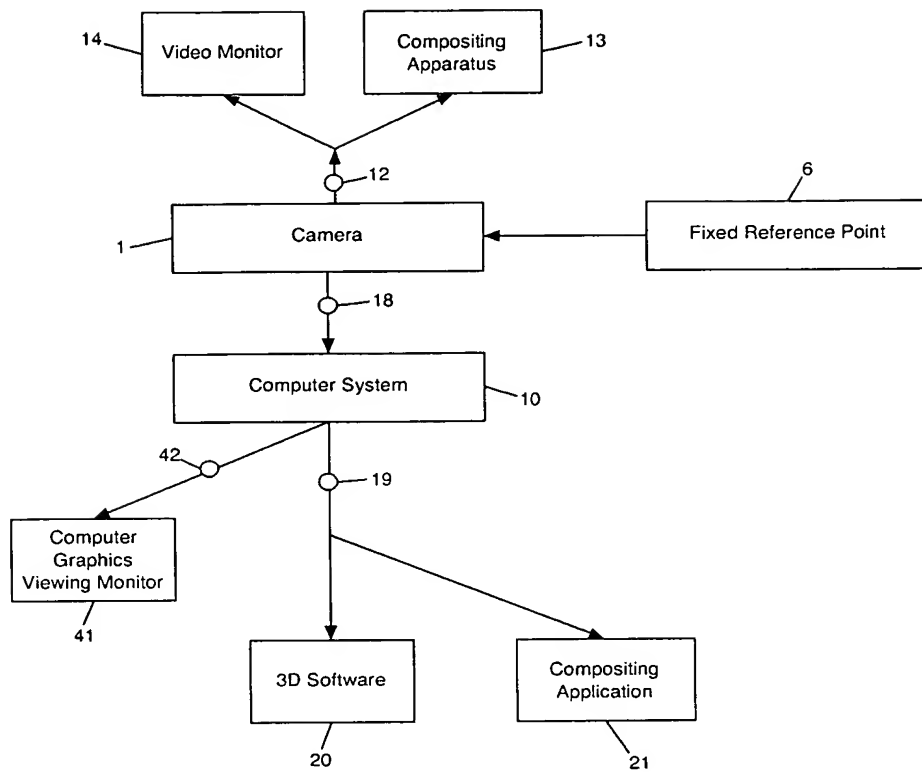 14
Video Monitor
Compositing
Apparatus
13
12
6
1
Camera
Fixed Reference Point
18
Computer System
10
42
19
Computer
Graphics
Viewing Monitor
41
3D Software
20
Compositing
Application
21